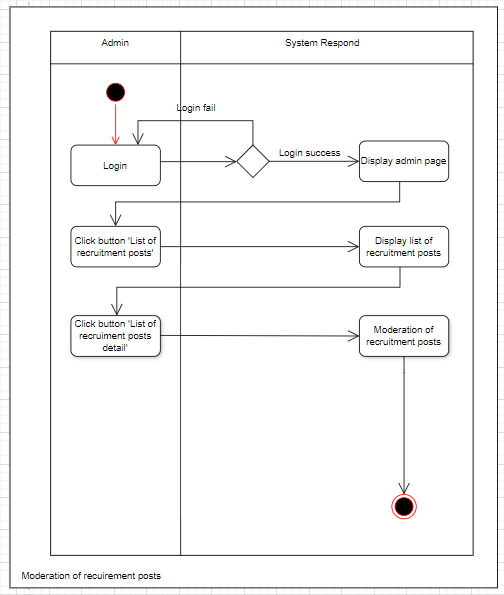 Admin
System Respond
Login fail
Login
Login success
Display admin page
Click button 'List of
recruitment posts'
Display list of
recruitment posts
Click button 'List of
recruiment posts
detail'
Moderation of
recruitment posts
Moderation of recuirement posts